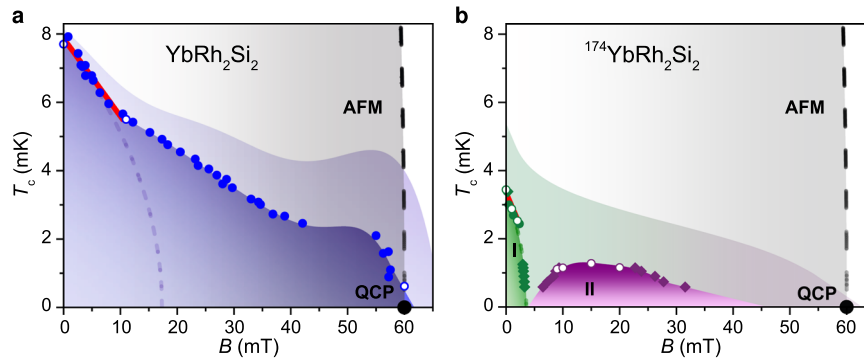 a
YbRh2Si2
AFM
QCP
Tc (mK)
8
6
4
2
0
0 10 20 30 40 50 60
B (mT)
b
174YbRh2Si2
AFM
I
II
QCP
Tc (mK)
8
6
4
2
0
0 10 20 30 40 50 60
B (mT)